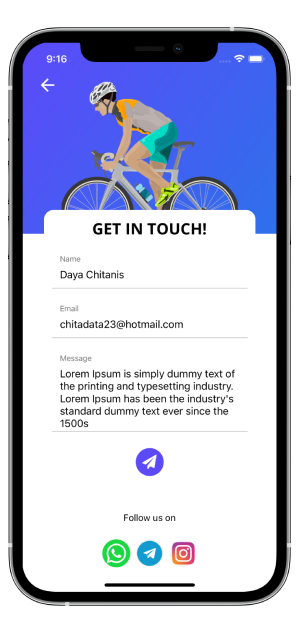 9:16
GET IN TOUCH!
Name
Daya Chitanis
Email
chitadata23@hotmail.com
Message
Lorem Ipsum is simply dummy text of
the printing and typesetting industry.
Lorem Ipsum has been the industry's
standard dummy text ever since the
1500s
Follow us on